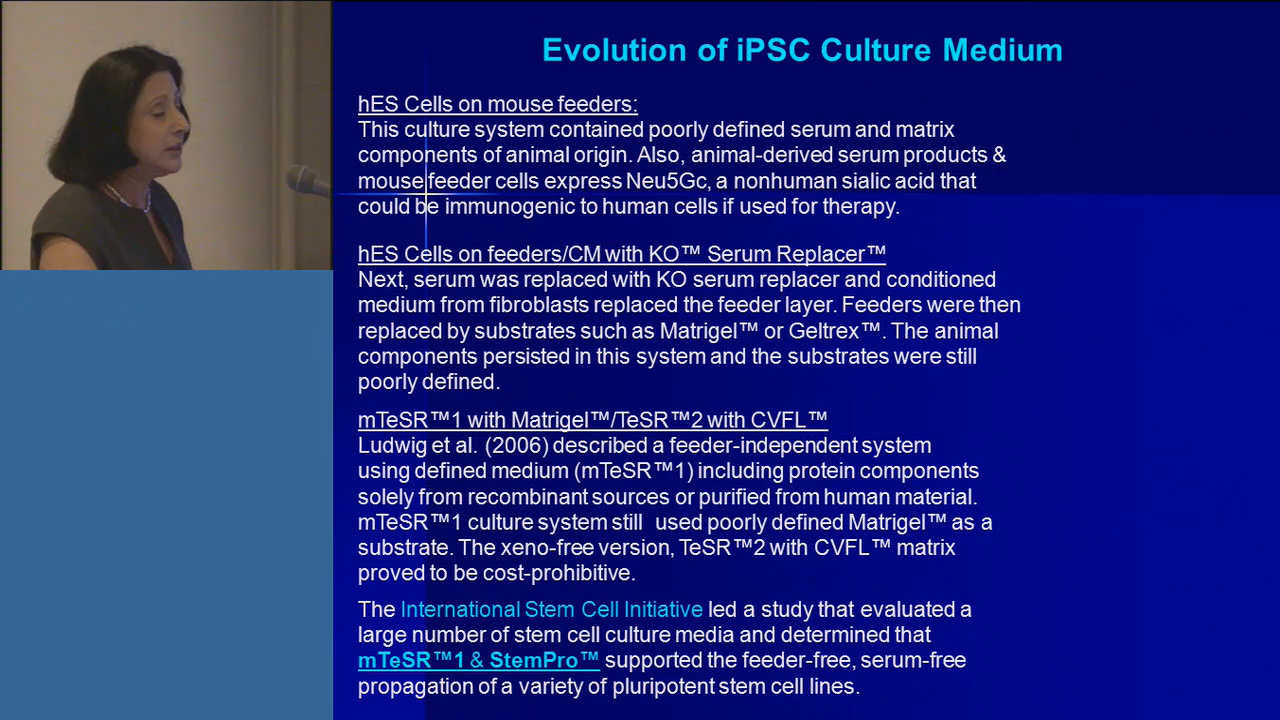 Evolution of iPSC Culture Medium
hES Cells on mouse feeders:
This culture system contained poorly defined serum and matrix
components of animal origin. Also, animal-derived serum products &
mouse feeder cells express Neu5Gc, a nonhuman sialic acid that
could be immunogenic to human cells if used for therapy.
hES Cells on feeders/CM with KO™ Serum Replacer™
Next, serum was replaced with KO serum replacer and conditioned
medium from fibroblasts replaced the feeder layer. Feeders were then
replaced by substrates such as Matrigel™ or Geltrex™. The animal
components persisted in this system and the substrates were still
poorly defined.
mTeSR™1 with Matrigel™/TeSR™2 with CVFL™
Ludwig et al. (2006) described a feeder-independent system
using defined medium (mTeSR™1) including protein components
solely from recombinant sources or purified from human material.
mTeSR™1 culture system still used poorly defined Matrigel™ as a
substrate. The xeno-free version, TeSR™2 with CVFL™ matrix
proved to be cost-prohibitive.
The International Stem Cell Initiative led a study that evaluated a
large number of stem cell culture media and determined that
mTeSR™1 & StemPro™ supported the feeder-free, serum-free
propagation of a variety of pluripotent stem cell lines.